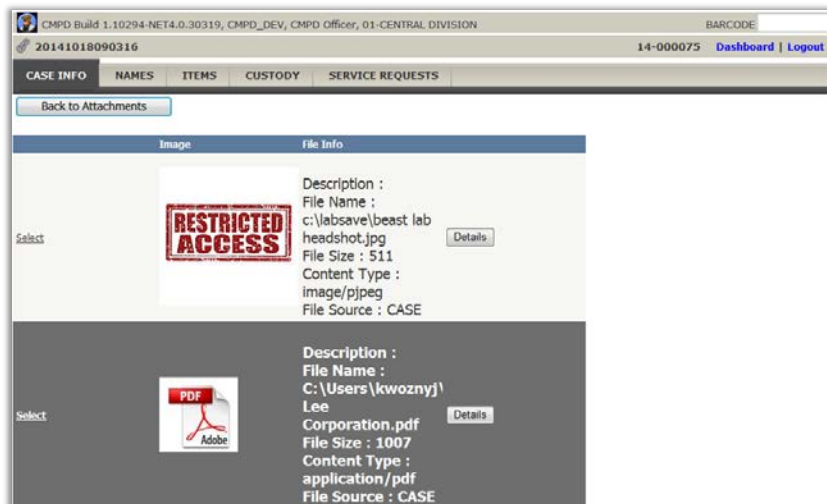 CMPD Build 1.10294-NET4.0.30319, CMPD_DEV, CMPD Officer, 01-CENTRAL DIVISION BARCODE
20141018090316 14-000075 Dashboard | Logout
CASE INFO NAMES ITEMS CUSTODY SERVICE REQUESTS
Back to Attachments
Image File Info
Select
RESTRICTED
ACCESS
Description :
File Name :
c:\labsave\beast lab
headshot.jpg
File Size : 511
Content Type :
image/pjpeg
File Source : CASE
Details
Select
PDF
Adobe
Description :
File Name :
C:\Users\kwoznyj\
Lee
Corporation.pdf
File Size : 1007
Content Type :
application/pdf
File Source : CASE
Details